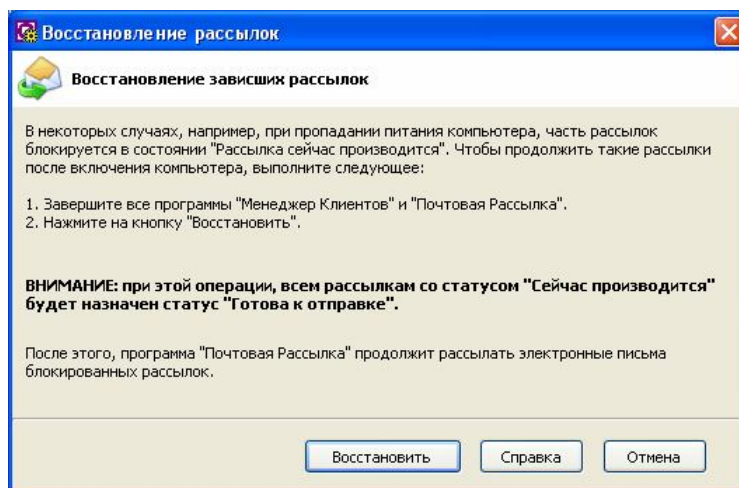 Восстановление рассылок
Восстановление зависших рассылок
В некоторых случаях, например, при пропадании питания компьютера, часть рассылок
блокируется в состоянии "Рассылка сейчас производится". Чтобы продолжить такие рассылки
после включения компьютера, выполните следующее:
1. Завершите все программы "Менеджер Клиентов" и "Почтовая Рассылка".
2. Нажмите на кнопку "Восстановить".
ВНИМАНИЕ: при этой операции, всем рассылкам со статусом "Сейчас производится"
будет назначен статус "Готова к отправке".
После этого, программа "Почтовая Рассылка" продолжит рассылать электронные письма
блокированных рассылок.
Восстановить Справка Отмена